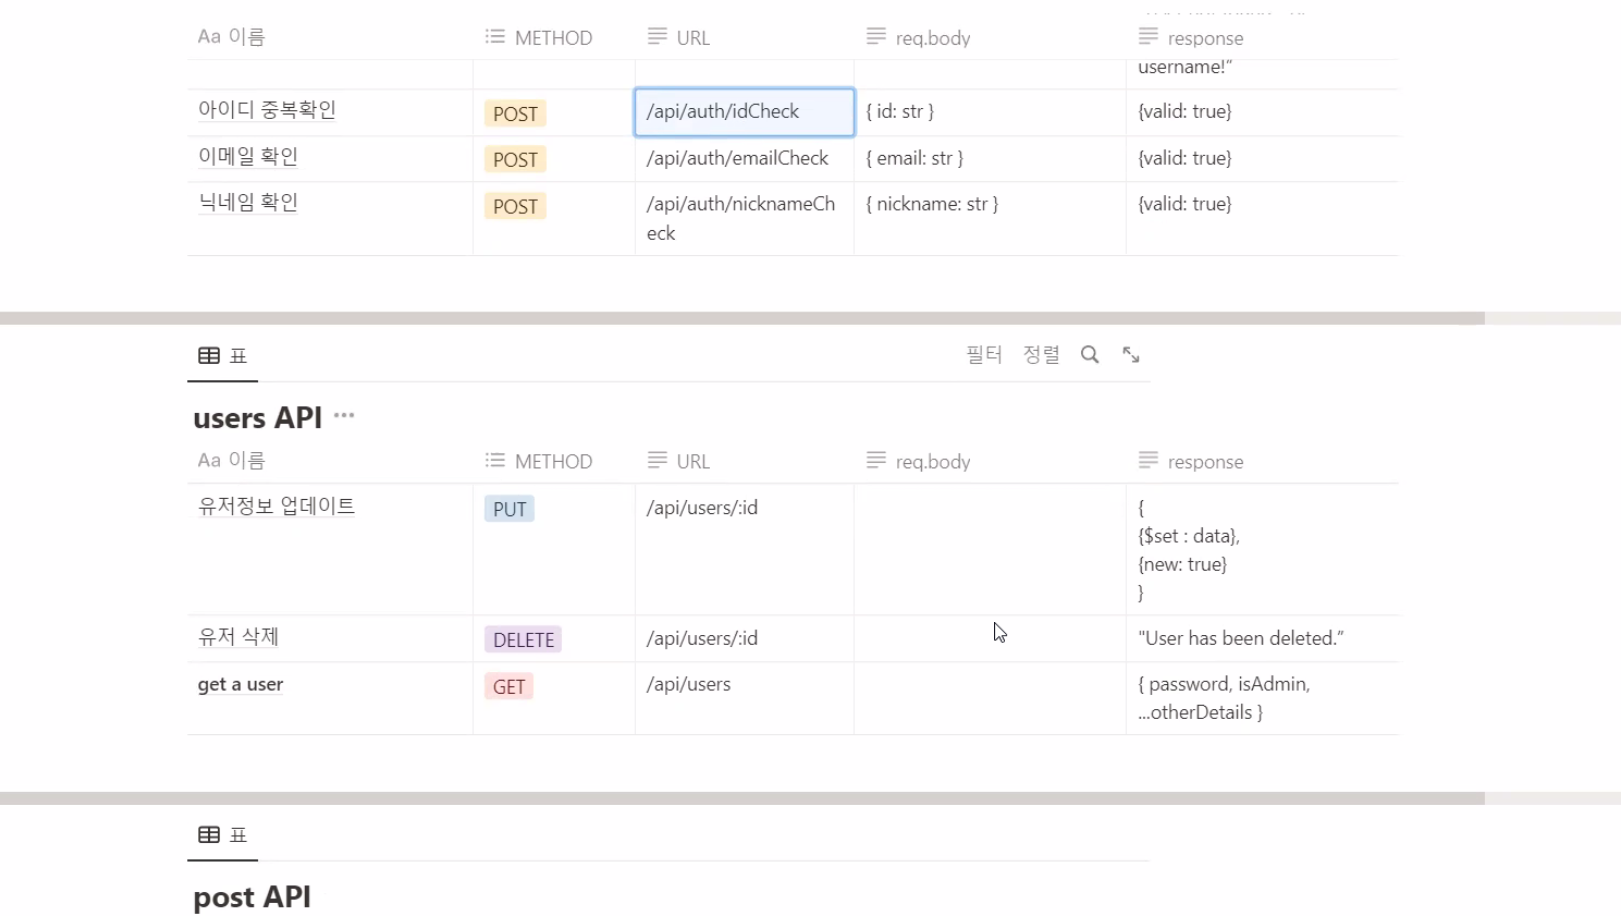 Aa 이름 METHOD URL req.body response
username!”
아이디 중복확인 POST /api/auth/idCheck { id: str } {valid: true}
이메일 확인 POST /api/auth/emailCheck { email: str } {valid: true}
닉네임 확인 POST /api/auth/nicknameCh { nickname: str } {valid: true}
eck
표 필터 정렬
users API ···
Aa 이름 METHOD URL req.body response
유저정보 업데이트 PUT /api/users/:id {
{$set : data},
{new: true}
}
유저 삭제 DELETE /api/users/:id "User has been deleted.”
get a user GET /api/users { password, isAdmin,
...otherDetails }
표
post API